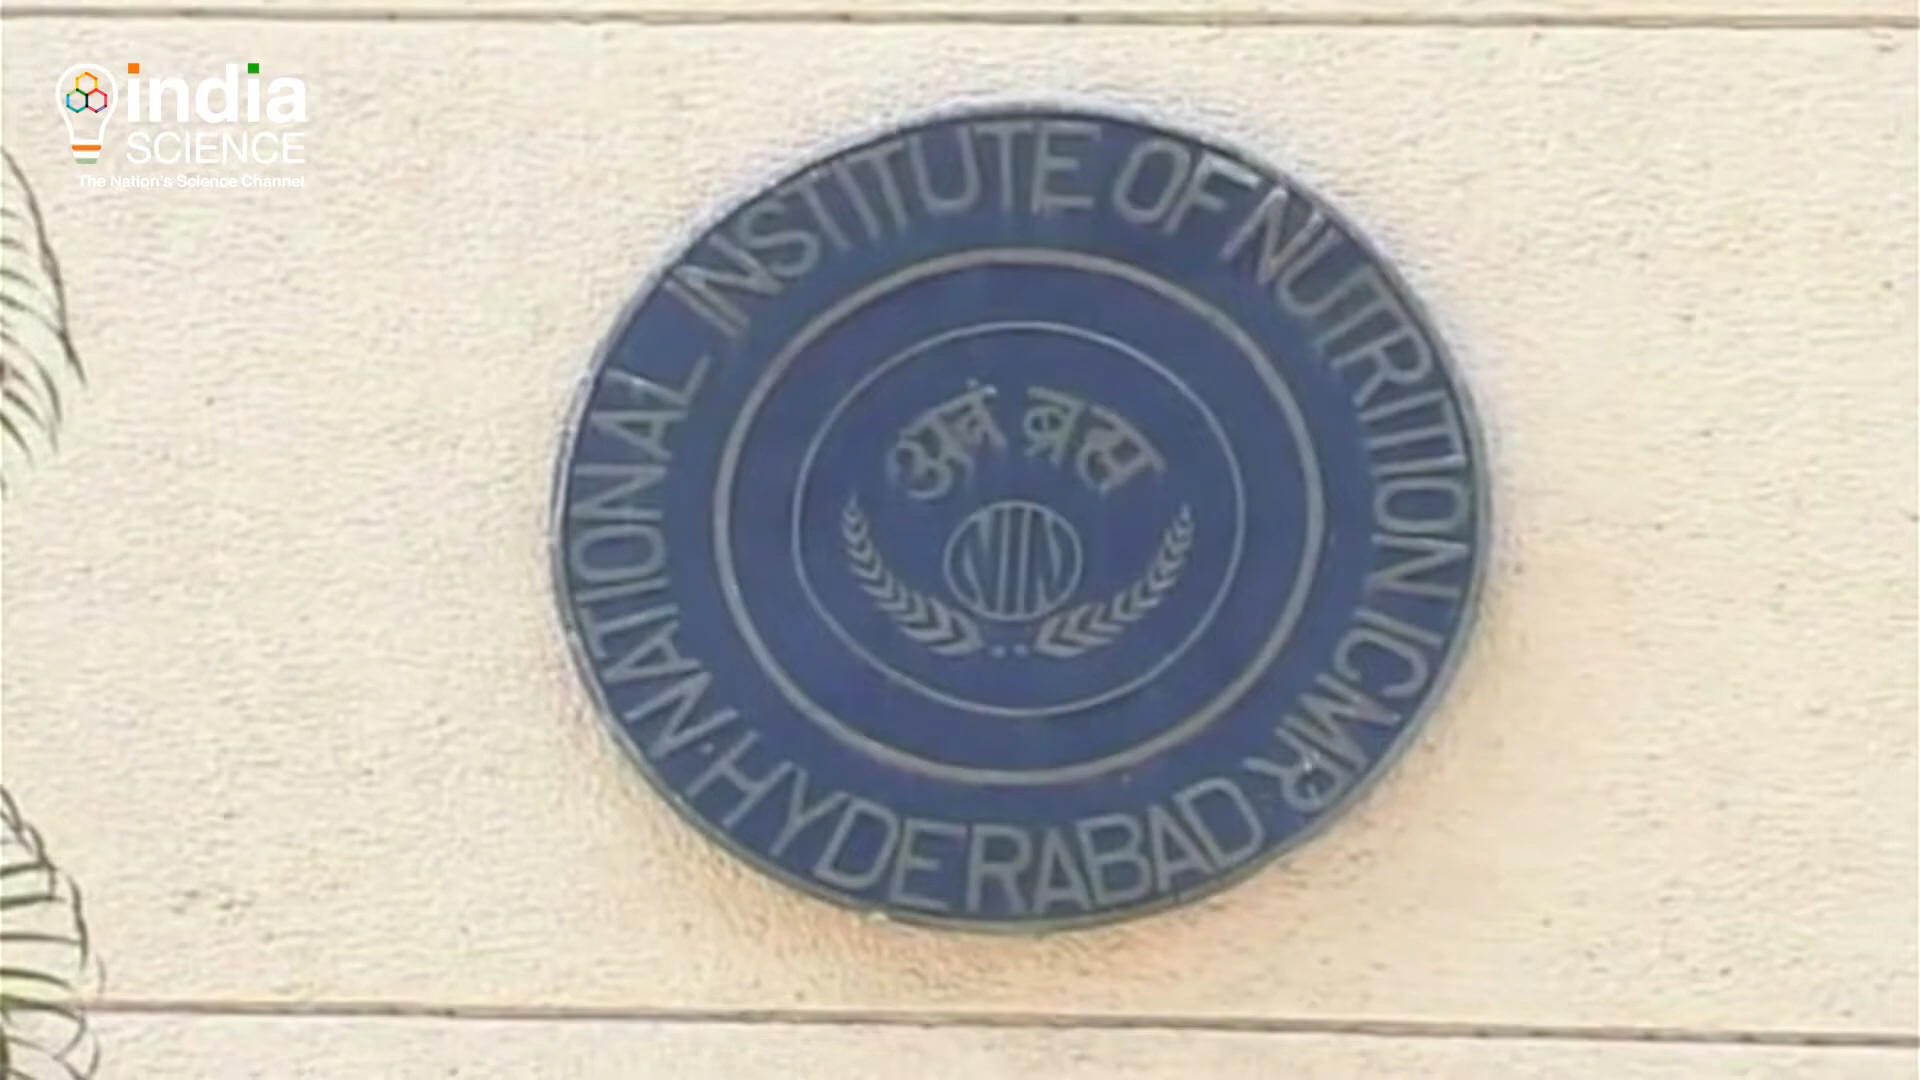 india
SCIENCE
The Nation's Science Channel
NATIONAL INSTITUTE OF NUTRITION ICMR
HYDERABAD
अन्नं ब्रह्म
NIN